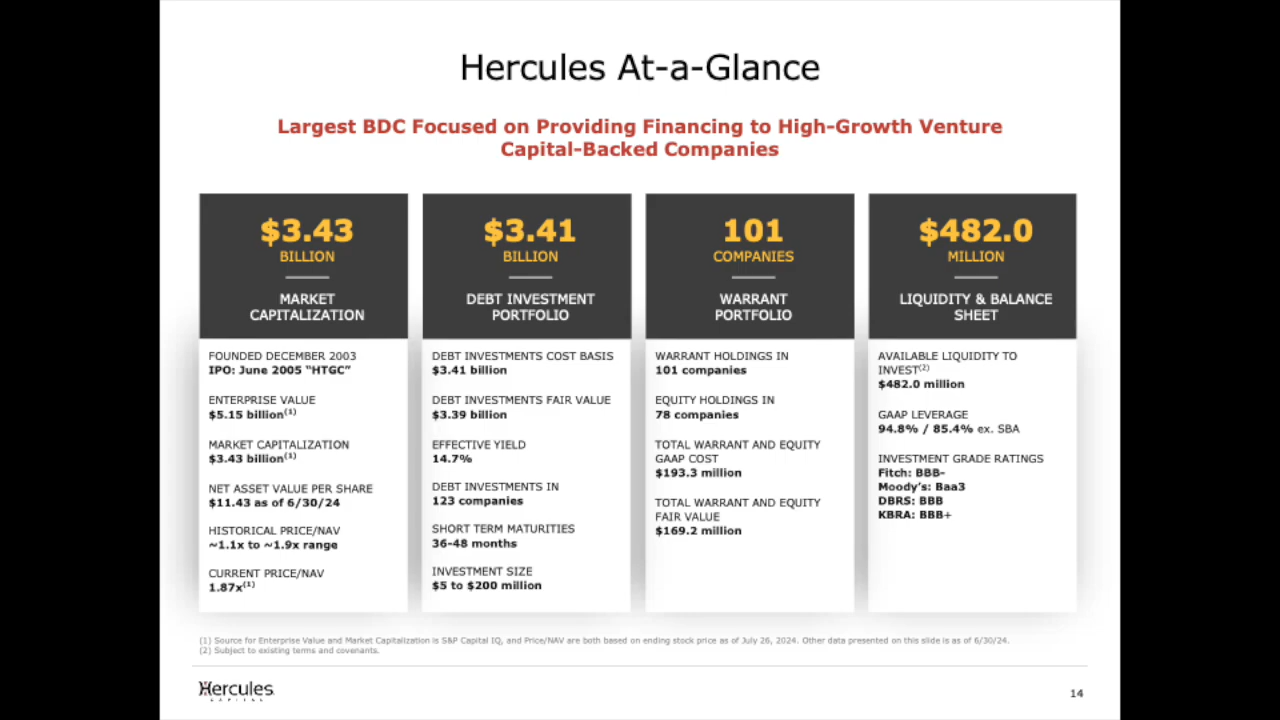 Hercules At-a-Glance
Largest BDC Focused on Providing Financing to High-Growth Venture
Capital-Backed Companies
$3.43
BILLION
MARKET
CAPITALIZATION
FOUNDED DECEMBER 2003
IPO: June 2005 “HTGC”
ENTERPRISE VALUE
$5.15 billion(1)
MARKET CAPITALIZATION
$3.43 billion(1)
NET ASSET VALUE PER SHARE
$11.43 as of 6/30/24
HISTORICAL PRICE/NAV
~1.1x to ~1.9x range
CURRENT PRICE/NAV
1.87x(1)
$3.41
BILLION
DEBT INVESTMENT
PORTFOLIO
DEBT INVESTMENTS COST BASIS
$3.41 billion
DEBT INVESTMENTS FAIR VALUE
$3.39 billion
EFFECTIVE YIELD
14.7%
DEBT INVESTMENTS IN
123 companies
SHORT TERM MATURITIES
36-48 months
INVESTMENT SIZE
$5 to $200 million
101
COMPANIES
WARRANT
PORTFOLIO
WARRANT HOLDINGS IN
101 companies
EQUITY HOLDINGS IN
78 companies
TOTAL WARRANT AND EQUITY
GAAP COST
$193.3 million
TOTAL WARRANT AND EQUITY
FAIR VALUE
$169.2 million
$482.0
MILLION
LIQUIDITY & BALANCE
SHEET
AVAILABLE LIQUIDITY TO
INVEST(2)
$482.0 million
GAAP LEVERAGE
94.8% / 85.4% ex. SBA
INVESTMENT GRADE RATINGS
Fitch: BBB-
Moody’s: Baa3
DBRS: BBB
KBRA: BBB+
(1) Source for Enterprise Value and Market Capitalization is S&P Capital IQ, and Price/NAV are both based on ending stock price as of July 26, 2024. Other data presented on this slide is as of 6/30/24.
(2) Subject to existing terms and covenants.
Hercules
CAPITAL
14